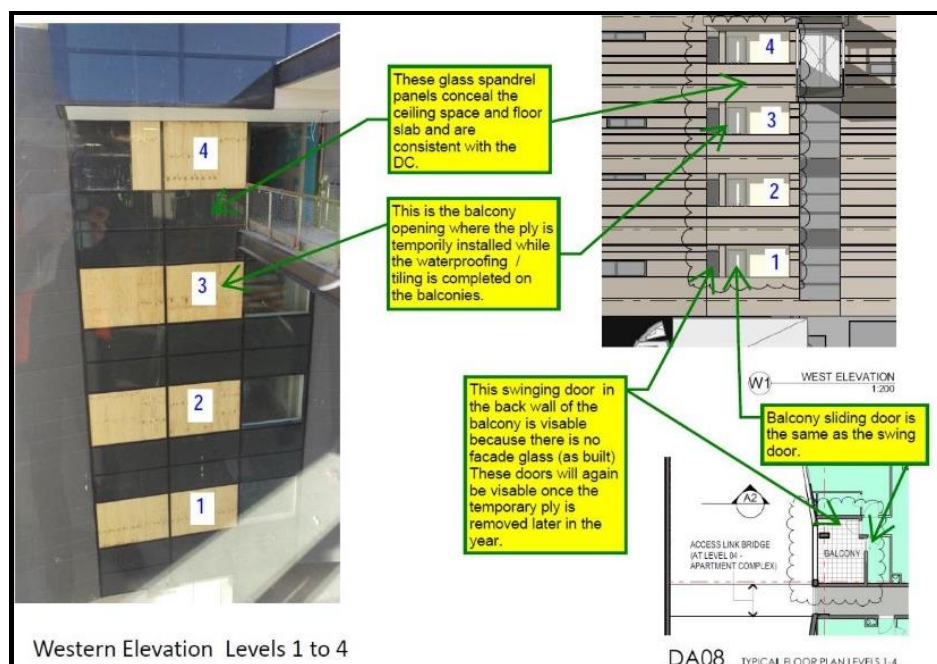 4
3
2
1
Western Elevation Levels 1 to 4
These glass spandrel
panels conceal the
ceiling space and floor
slab and are
consistent with the
DC.
This is the balcony
opening where the ply is
temporily installed while
the waterproofing /
tiling is completed on
the balconies.
This swinging door in
the back wall of the
balcony is visable
because there is no
facade glass (as built)
These doors will again
be visable once the
temporary ply is
removed later in the
year.
4
3
2
1
W1
WEST ELEVATION
1:200
Balcony sliding door is
the same as the swing
door.
A2
ACCESS LINK BRIDGE
(AT LEVEL 04 -
APARTMENT COMPLEX)
BALCONY
DA08 TYPICAL FLOOR PLAN LEVELS 1-4